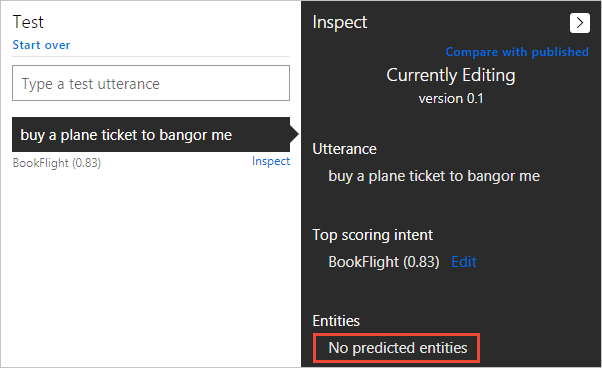 Test
Start over
Type a test utterance
buy a plane ticket to bangor me
BookFlight (0.83)
Inspect
Inspect
Compare with published
Currently Editing
version 0.1
Utterance
buy a plane ticket to bangor me
Top scoring intent
BookFlight (0.83) Edit
Entities
No predicted entities